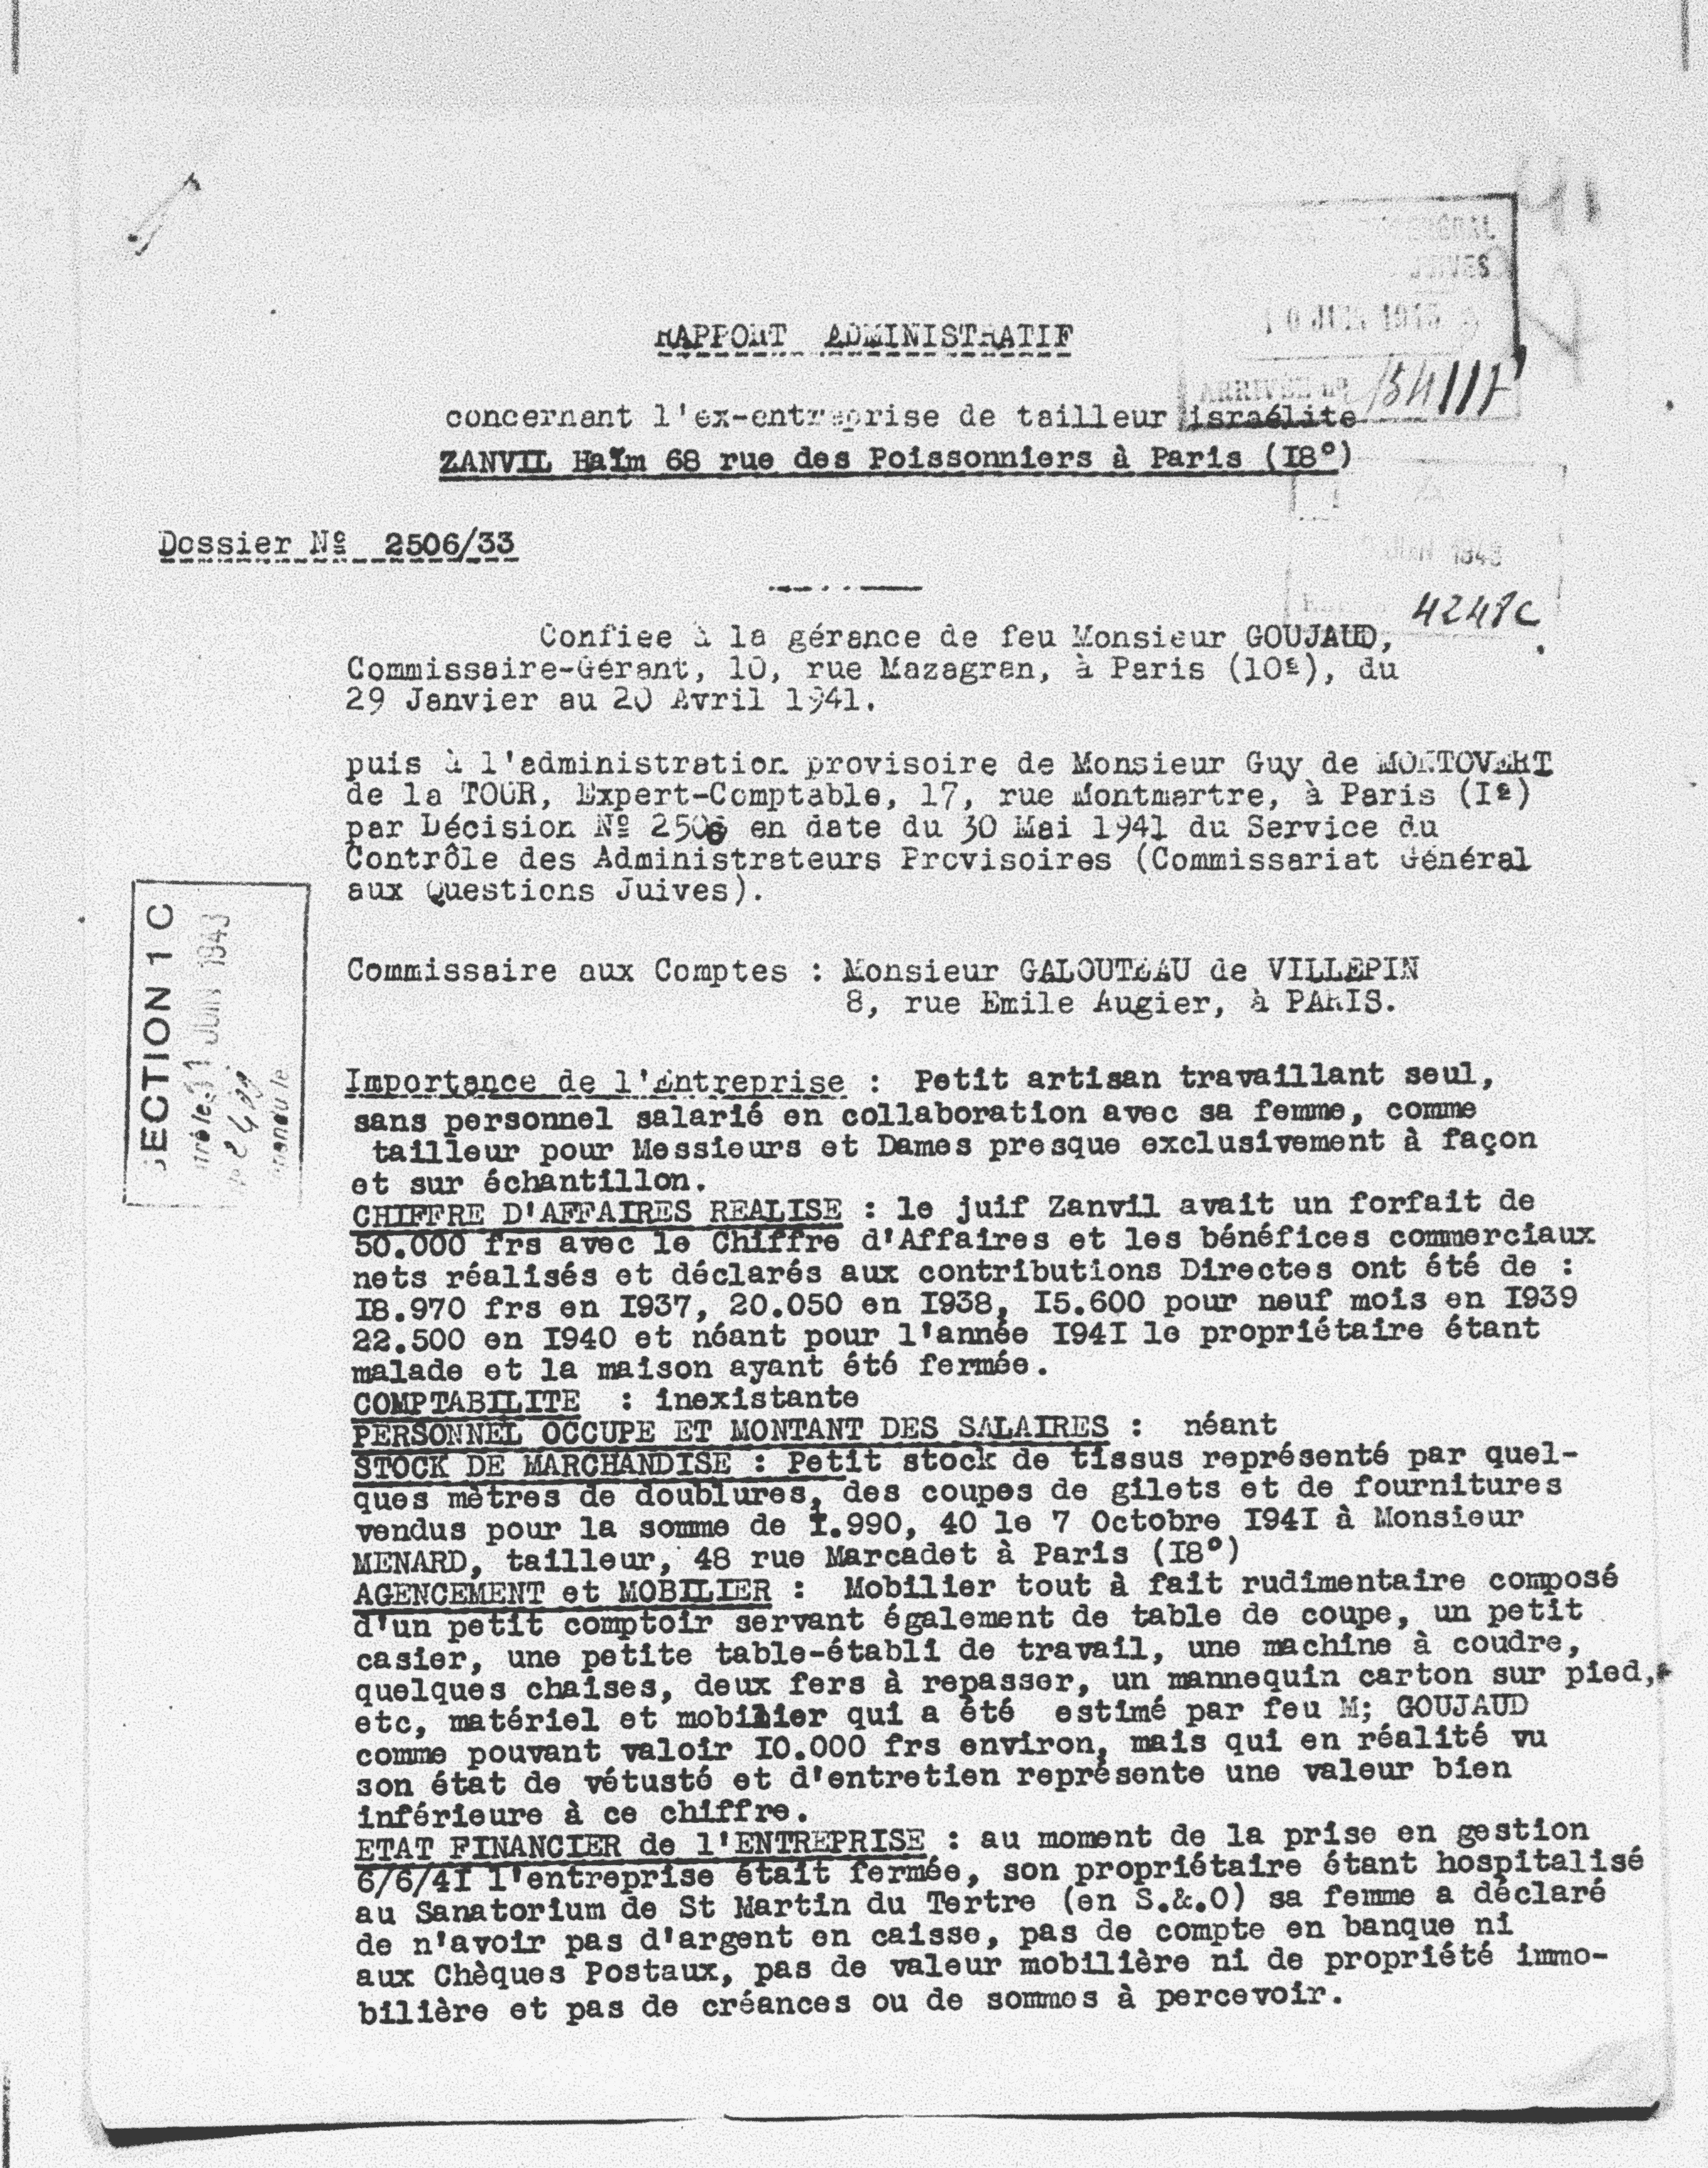 GÉNÉRAL
JUIVES
ARRIVÉE Nº
RAPPORT ADMINISTRATIF
concernant l'ex-entreprise de tailleur israélite
ZANVIL Haïm 68 rue des Poissonniers à Paris (I8°)
Dossier Nº 2506/33
JUIN 1943
Confiee à la gérance de feu Monsieur GOUJAUD,
Commissaire-Gérant, 10, rue Mazagran, à Paris (10º), du
29 Janvier au 20 Avril 1941.
puis à l'administration provisoire de Monsieur Guy de MONTOVERT
de la TOUR, Expert-Comptable, 17, rue Montmartre, à Paris (Iº)
par Décision Nº 2506 en date du 30 Mai 1941 du Service du
Contrôle des Administrateurs Provisoires (Commissariat Général
aux Questions Juives).
SECTION 1 C
11 JUIN 1943
Commissaire aux Comptes : Monsieur GALOUTEAU de VILLEPIN
8, rue Emile Augier, à PARIS.
Importance de l'Entreprise : Petit artisan travaillant seul,
sans personnel salarié en collaboration avec sa femme, comme
tailleur pour Messieurs et Dames presque exclusivement à façon
et sur échantillon.
CHIFFRE D'AFFAIRES REALISE : le juif Zanvil avait un forfait de
50.000 frs avec le Chiffre d'Affaires et les bénéfices commerciaux
nets réalisés et déclarés aux contributions Directes ont été de :
I8.970 frs en I937, 20.050 en I938, I5.600 pour neuf mois en I939
22.500 en I940 et néant pour l'année I94I le propriétaire étant
malade et la maison ayant été fermée.
COMPTABILITE : inexistante
PERSONNEL OCCUPE ET MONTANT DES SALAIRES : néant
STOCK DE MARCHANDISE : Petit stock de tissus représenté par quel-
ques mètres de doublures, des coupes de gilets et de fournitures
vendus pour la somme de I.990, 40 le 7 Octobre I94I à Monsieur
MENARD, tailleur, 48 rue Marcadet à Paris (I8°)
AGENCEMENT et MOBILIER : Mobilier tout à fait rudimentaire composé
d'un petit comptoir servant également de table de coupe, un petit
casier, une petite table-établi de travail, une machine à coudre,
quelques chaises, deux fers à repasser, un mannequin carton sur pied,
etc, matériel et mobilier qui a été estimé par feu M; GOUJAUD
comme pouvant valoir I0.000 frs environ, mais qui en réalité vu
son état de vétusté et d'entretien représente une valeur bien
inférieure à ce chiffre.
ETAT FINANCIER de l'ENTREPRISE : au moment de la prise en gestion
6/6/4I l'entreprise était fermée, son propriétaire étant hospitalisé
au Sanatorium de St Martin du Tertre (en S.&.O) sa femme a déclaré
de n'avoir pas d'argent en caisse, pas de compte en banque ni
aux Chèques Postaux, pas de valeur mobilière ni de propriété immo-
bilière et pas de créances ou de sommes à percevoir.